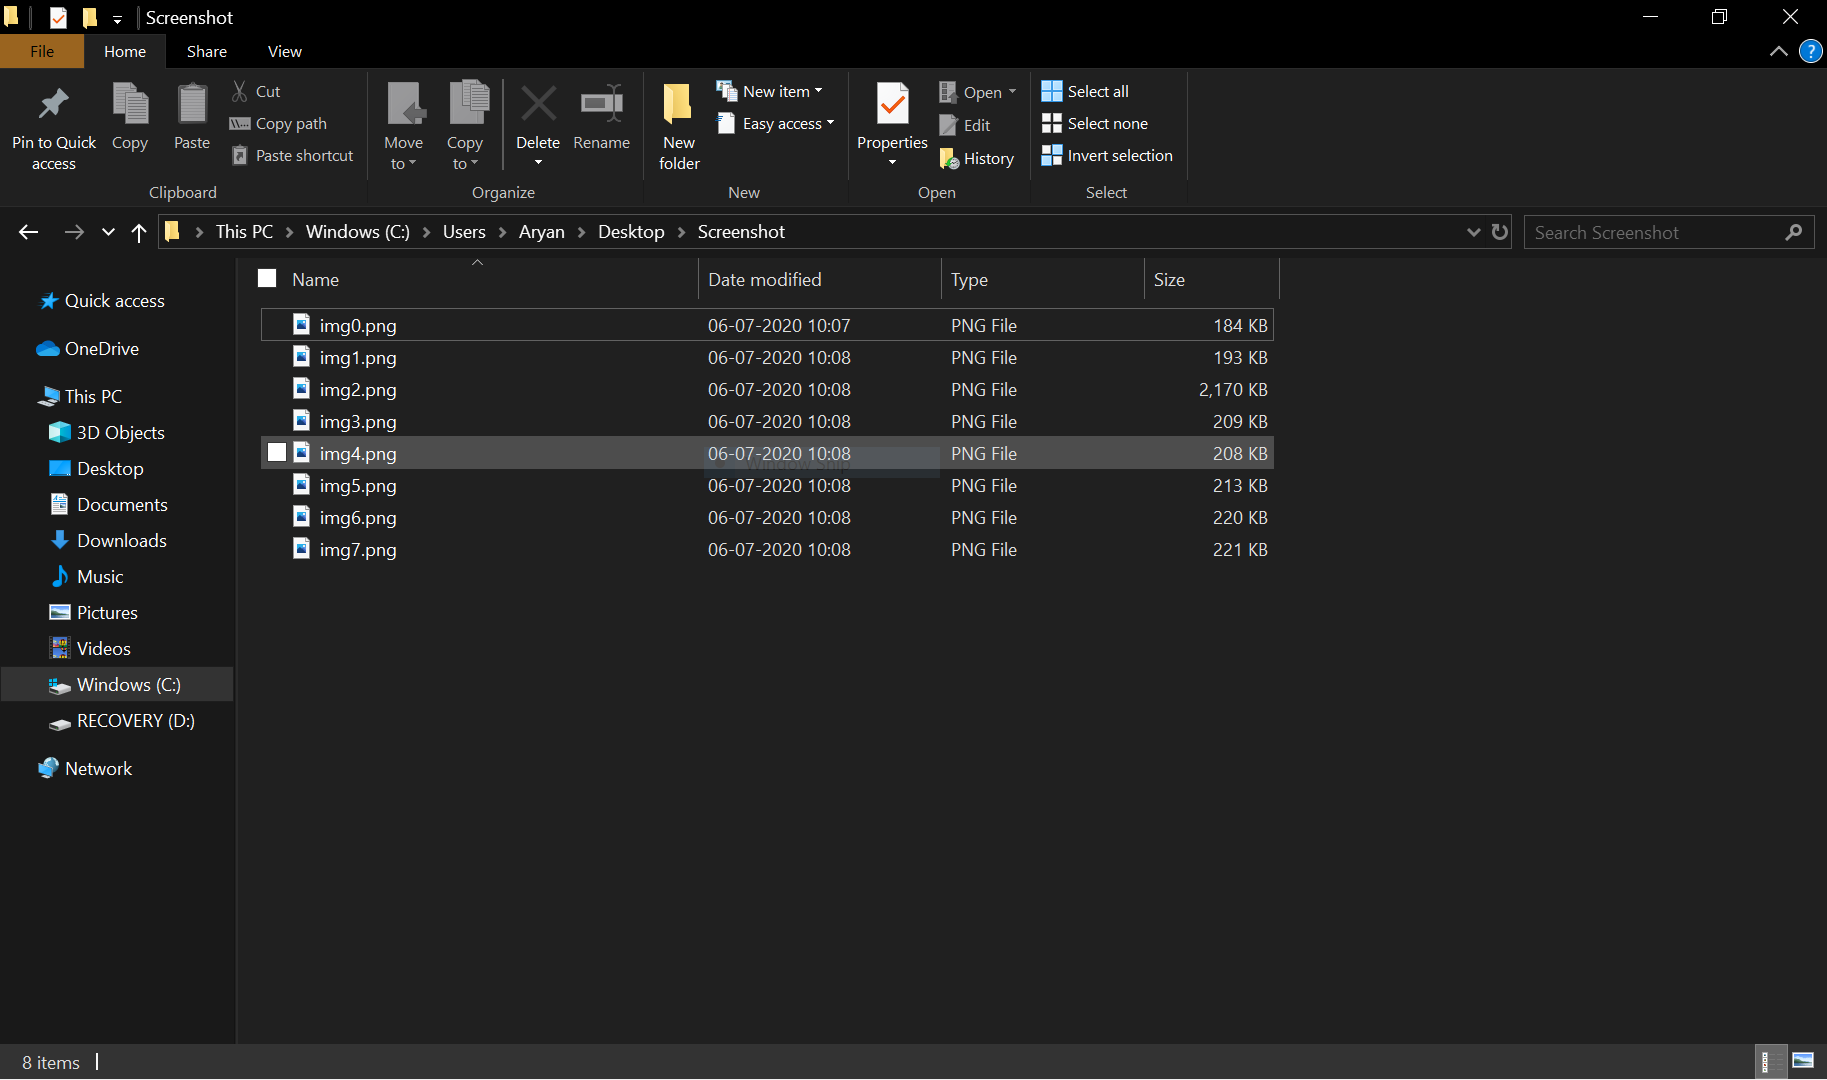 Screenshot
File Home Share View
Pin to Quick access
Copy
Paste
Cut
Copy path
Paste shortcut
Clipboard
Move to
Copy to
Delete
Rename
Organize
New folder
New item
Easy access
New
Properties
Open
Edit
History
Open
Select all
Select none
Invert selection
Select
This PC Windows (C:) Users Aryan Desktop Screenshot
Search Screenshot
Quick access
OneDrive
This PC
3D Objects
Desktop
Documents
Downloads
Music
Pictures
Videos
Windows (C:)
RECOVERY (D:)
Network
Name Date modified Type Size
img0.png 06-07-2020 10:07 PNG File 184 KB
img1.png 06-07-2020 10:08 PNG File 193 KB
img2.png 06-07-2020 10:08 PNG File 2,170 KB
img3.png 06-07-2020 10:08 PNG File 209 KB
img4.png 06-07-2020 10:08 PNG File 208 KB
Window Snip
img5.png 06-07-2020 10:08 PNG File 213 KB
img6.png 06-07-2020 10:08 PNG File 220 KB
img7.png 06-07-2020 10:08 PNG File 221 KB
8 items